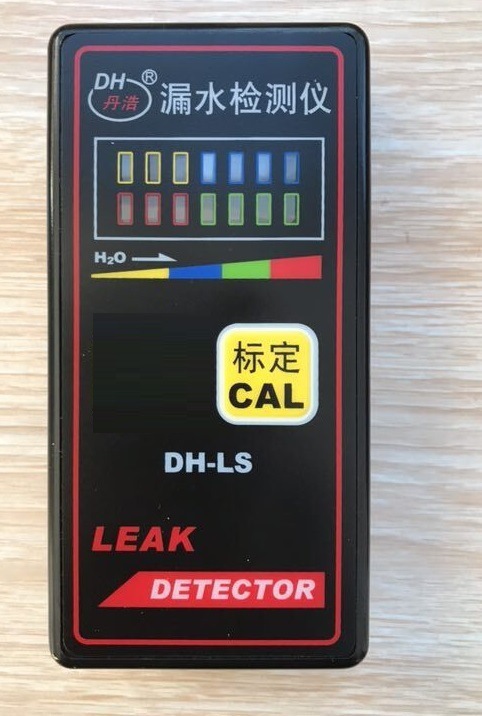 DH®
丹浩
漏水检测仪
H₂O
标定
CAL
DH-LS
LEAK
DETECTOR